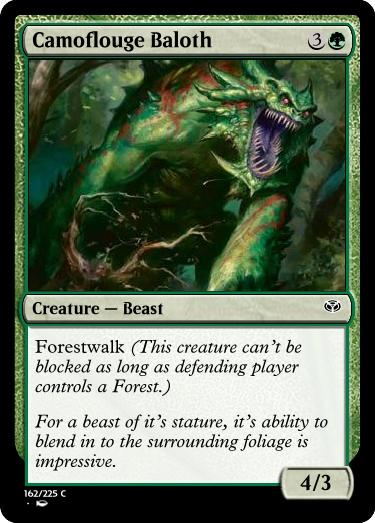 Camoflouge Baloth 3
Creature — Beast
Forestwalk (This creature can't be
blocked as long as defending player
controls a Forest.)
For a beast of it's stature, it's ability to
blend in to the surrounding foliage is
impressive.
4/3
162/225 C